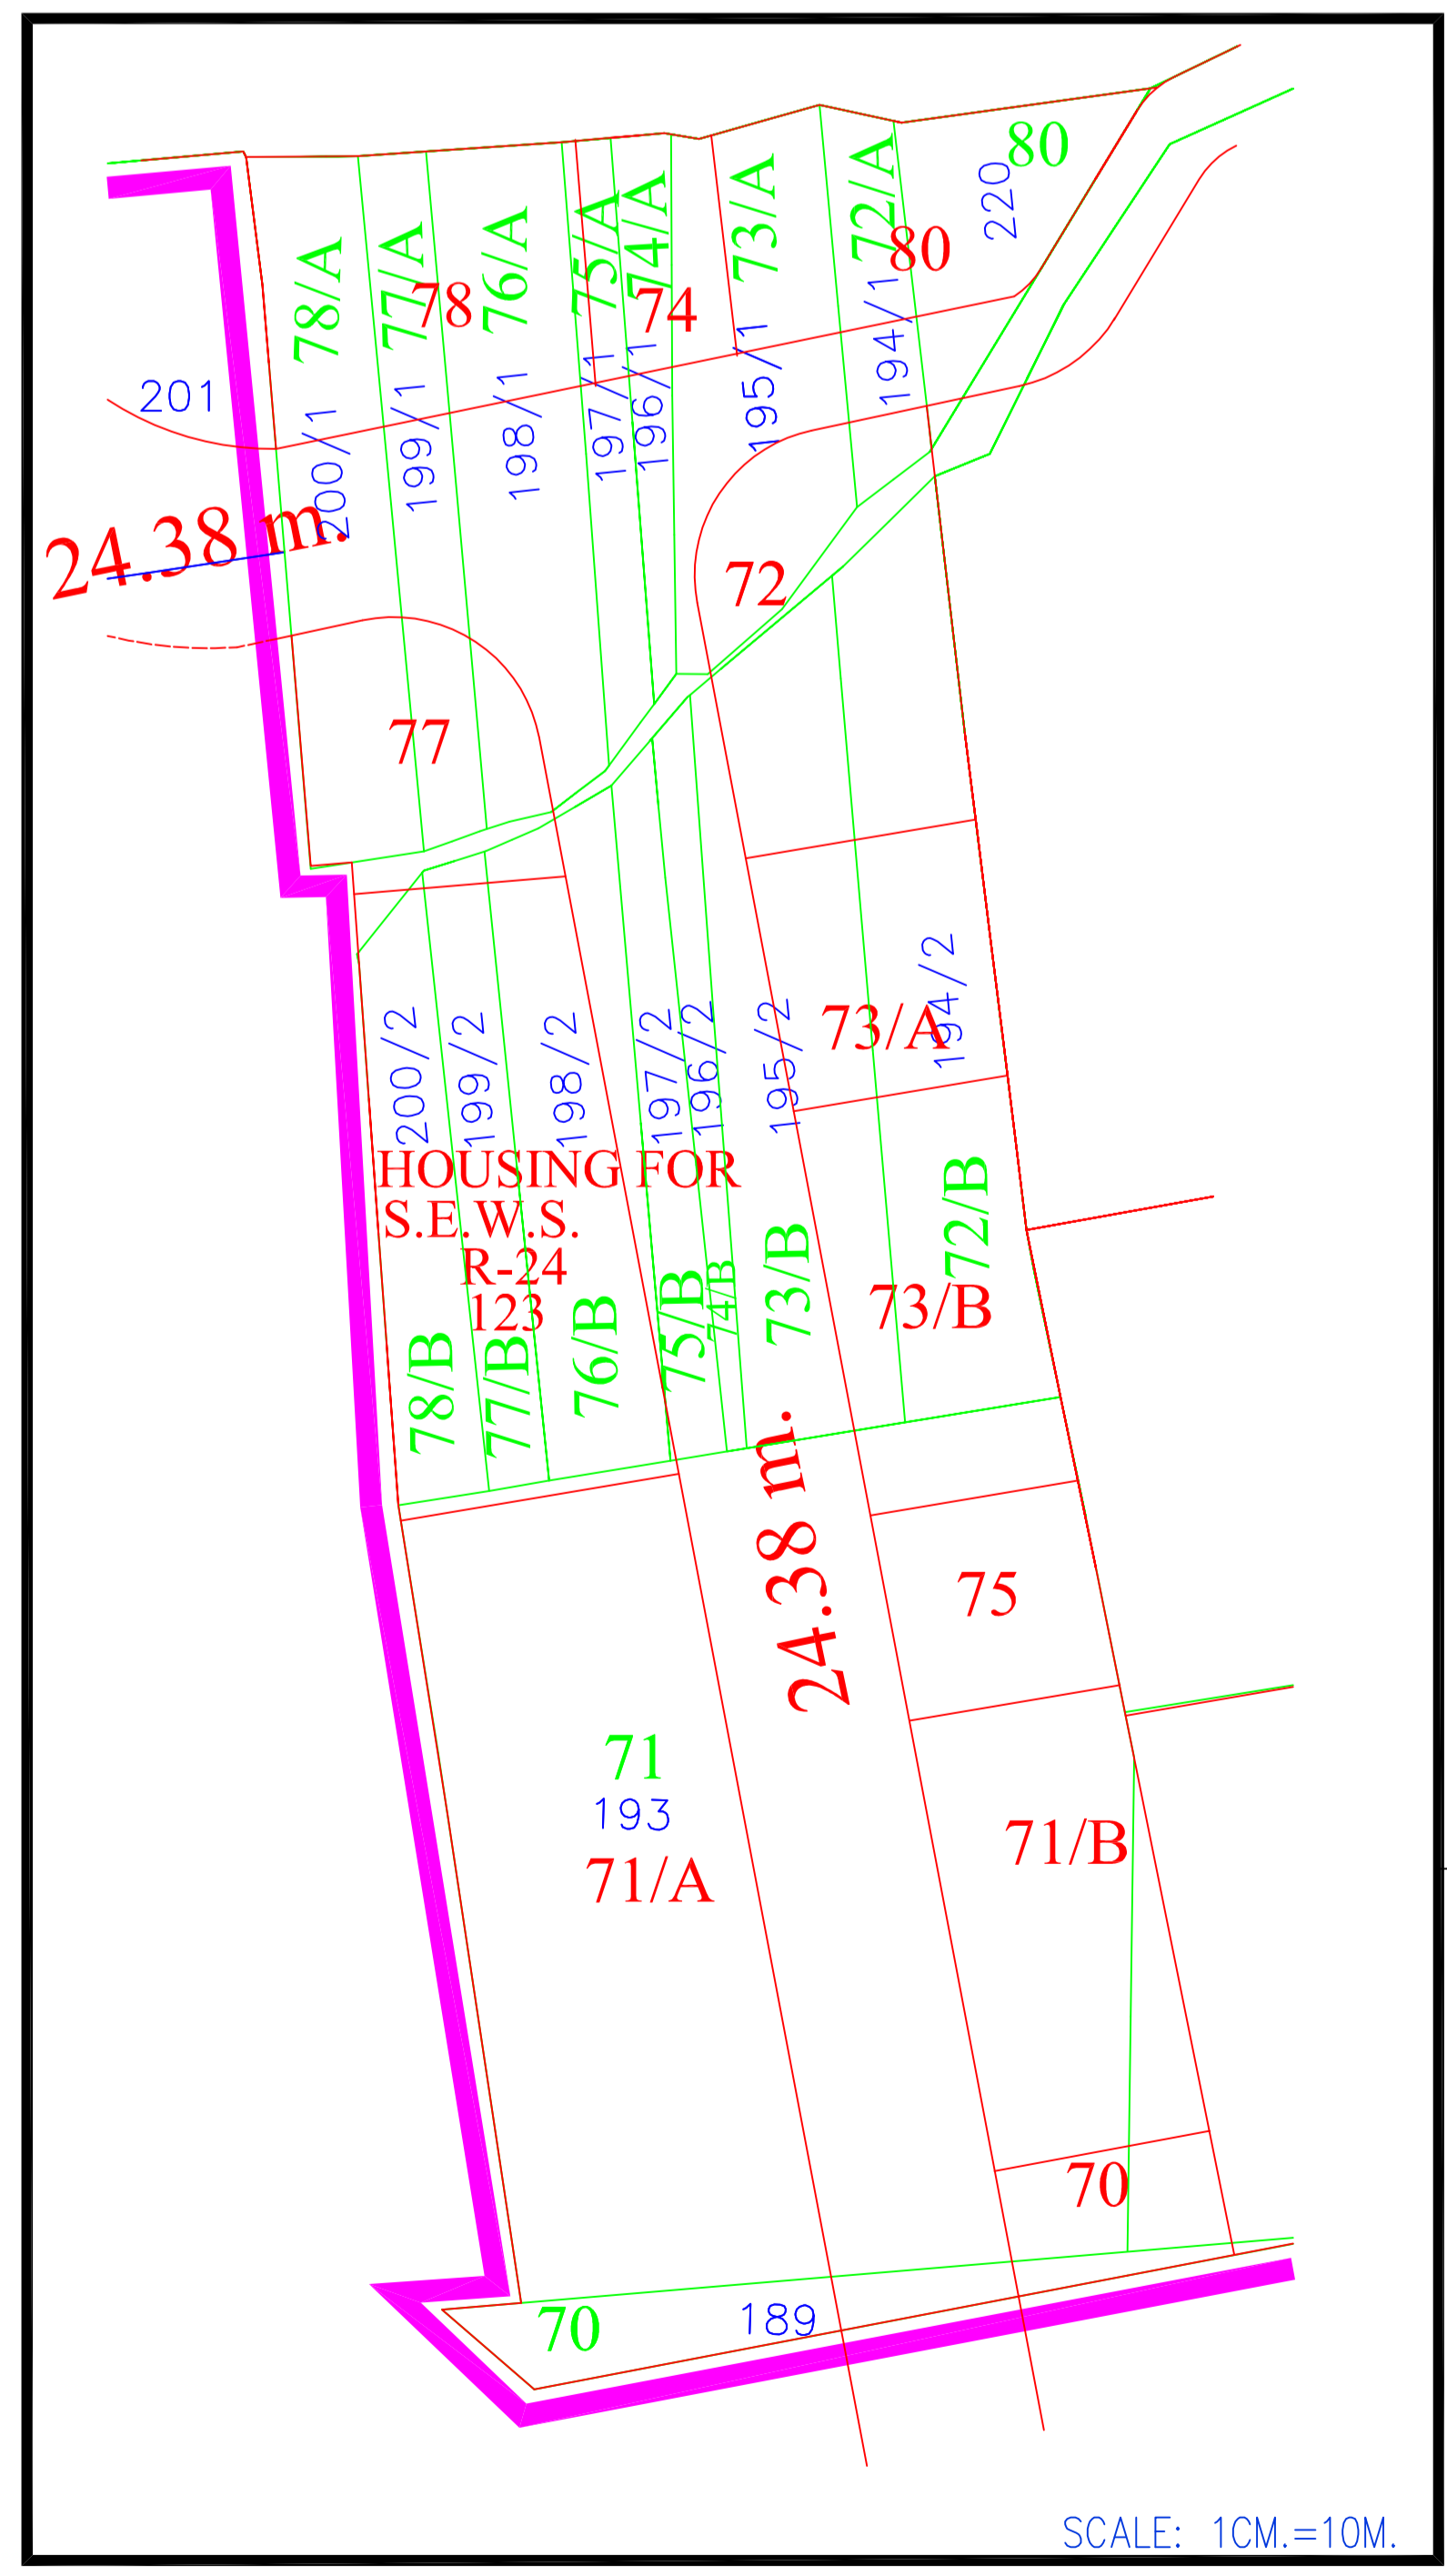 80
220
72/A
80
73/A
74/A
75/A
74
76/A
77/A
78
78/A
194/1
195/1
196/1
197/1
198/1
199/1
200/1
201
24.38 m.
72
77
73/A
194/2
195/2
196/2
197/2
198/2
199/2
200/2
HOUSING FOR
S.E.W.S.
R-24
123
72/B
73/B
73/B
74/B
75/B
76/B
77/B
78/B
24.38 m.
75
71
193
71/A
71/B
70
70
189
SCALE: 1CM.=10M.